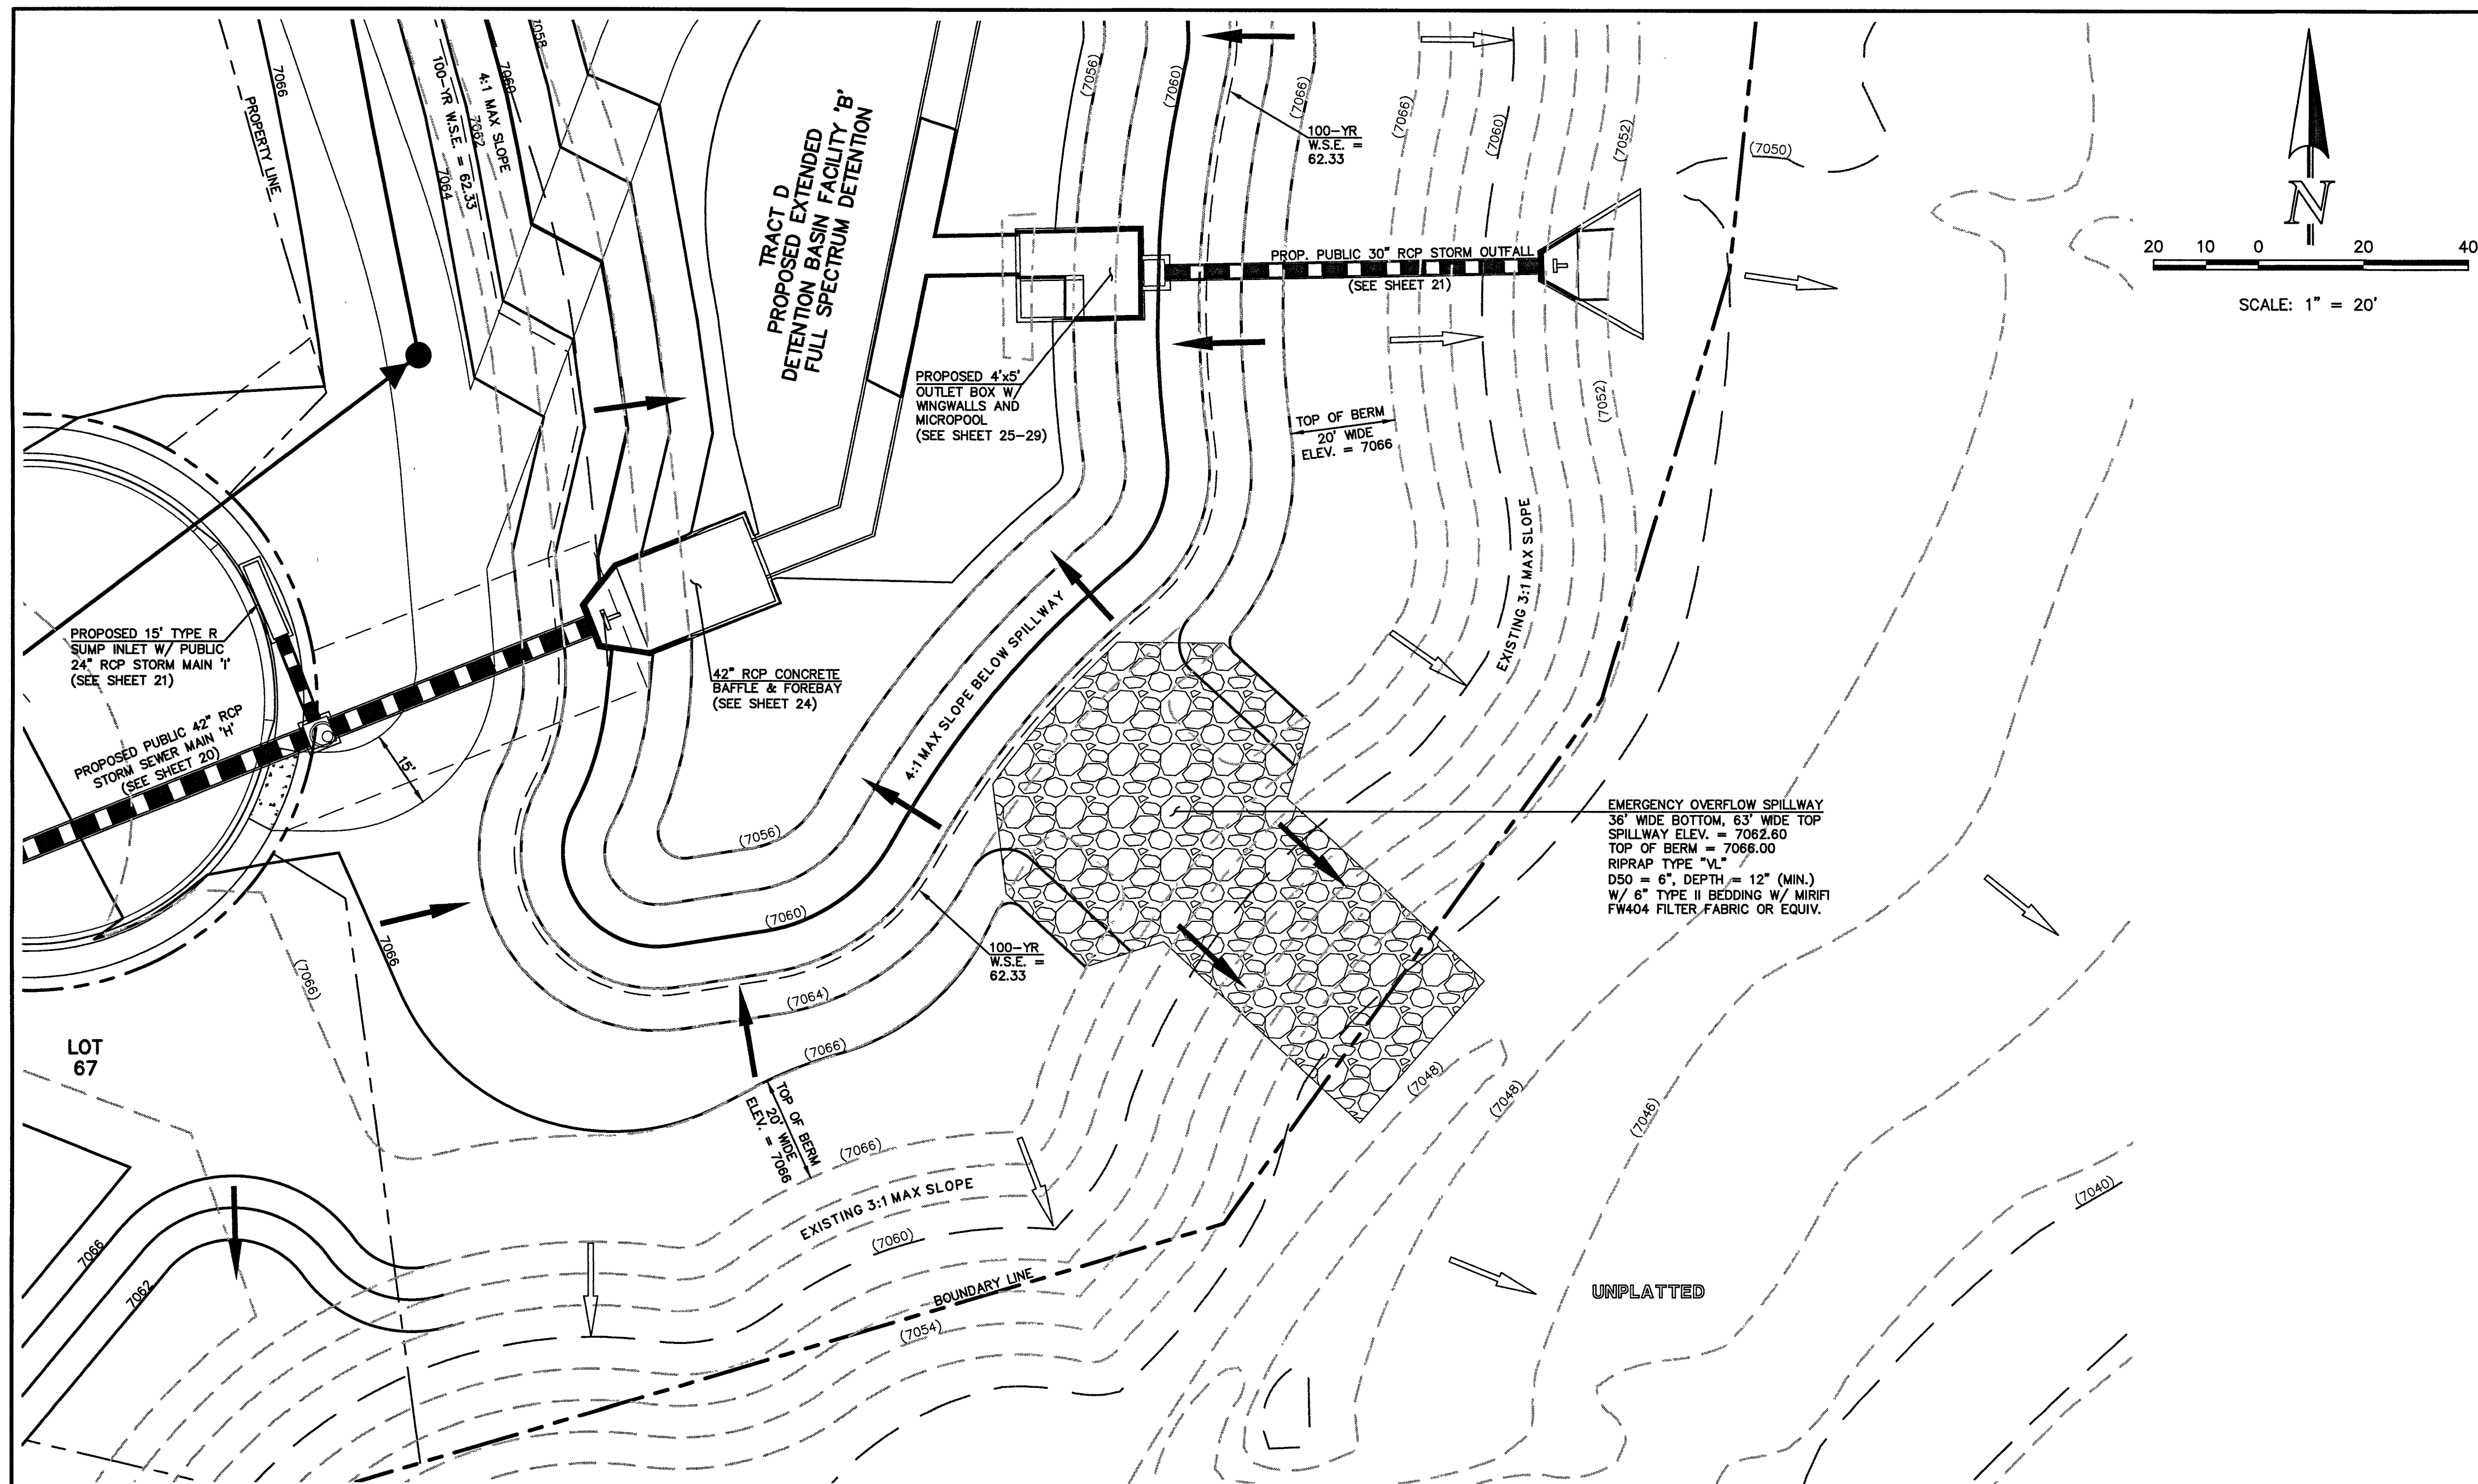 7066
PROPERTY LINE
100-YR W.S.E. = 62.33
7064
7062
4:1 MAX SLOPE
7060
7058
TRACT D
PROPOSED EXTENDED
DETENTION BASIN FACILITY 'B'
FULL SPECTRUM DETENTION
(7056)
(7060)
(7066)
100-YR
W.S.E. =
62.33
(7066)
(7060)
(7052)
(7050)
N
20 10 0 20 40
SCALE: 1" = 20'
PROP. PUBLIC 30" RCP STORM OUTFALL
(SEE SHEET 21)
PROPOSED 4'x5'
OUTLET BOX W/
WINGWALLS AND
MICROPOOL
(SEE SHEET 25-29)
TOP OF BERM
20' WIDE
ELEV. = 7066
(7052)
EXISTING 3:1 MAX SLOPE
PROPOSED 15' TYPE R
SUMP INLET W/ PUBLIC
24" RCP STORM MAIN 'I'
(SEE SHEET 21)
PROPOSED PUBLIC 42" RCP
STORM SEWER MAIN 'H'
(SEE SHEET 20)
15'
42" RCP CONCRETE
BAFFLE & FOREBAY
(SEE SHEET 24)
4:1 MAX SLOPE BELOW SPILLWAY
(7056)
(7060)
100-YR
W.S.E. =
62.33
(7064)
(7066)
EMERGENCY OVERFLOW SPILLWAY
36' WIDE BOTTOM, 63' WIDE TOP
SPILLWAY ELEV. = 7062.60
TOP OF BERM = 7066.00
RIPRAP TYPE "VL"
D50 = 6", DEPTH = 12" (MIN.)
W/ 6" TYPE II BEDDING W/ MIRIFI
FW404 FILTER FABRIC OR EQUIV.
7066
(7066)
LOT
67
TOP OF BERM
20' WIDE
ELEV. = 7066
(7066)
EXISTING 3:1 MAX SLOPE
(7060)
BOUNDARY LINE
(7054)
7066
7062
(7048)
(7048)
(7046)
(7040)
UNPLATTED